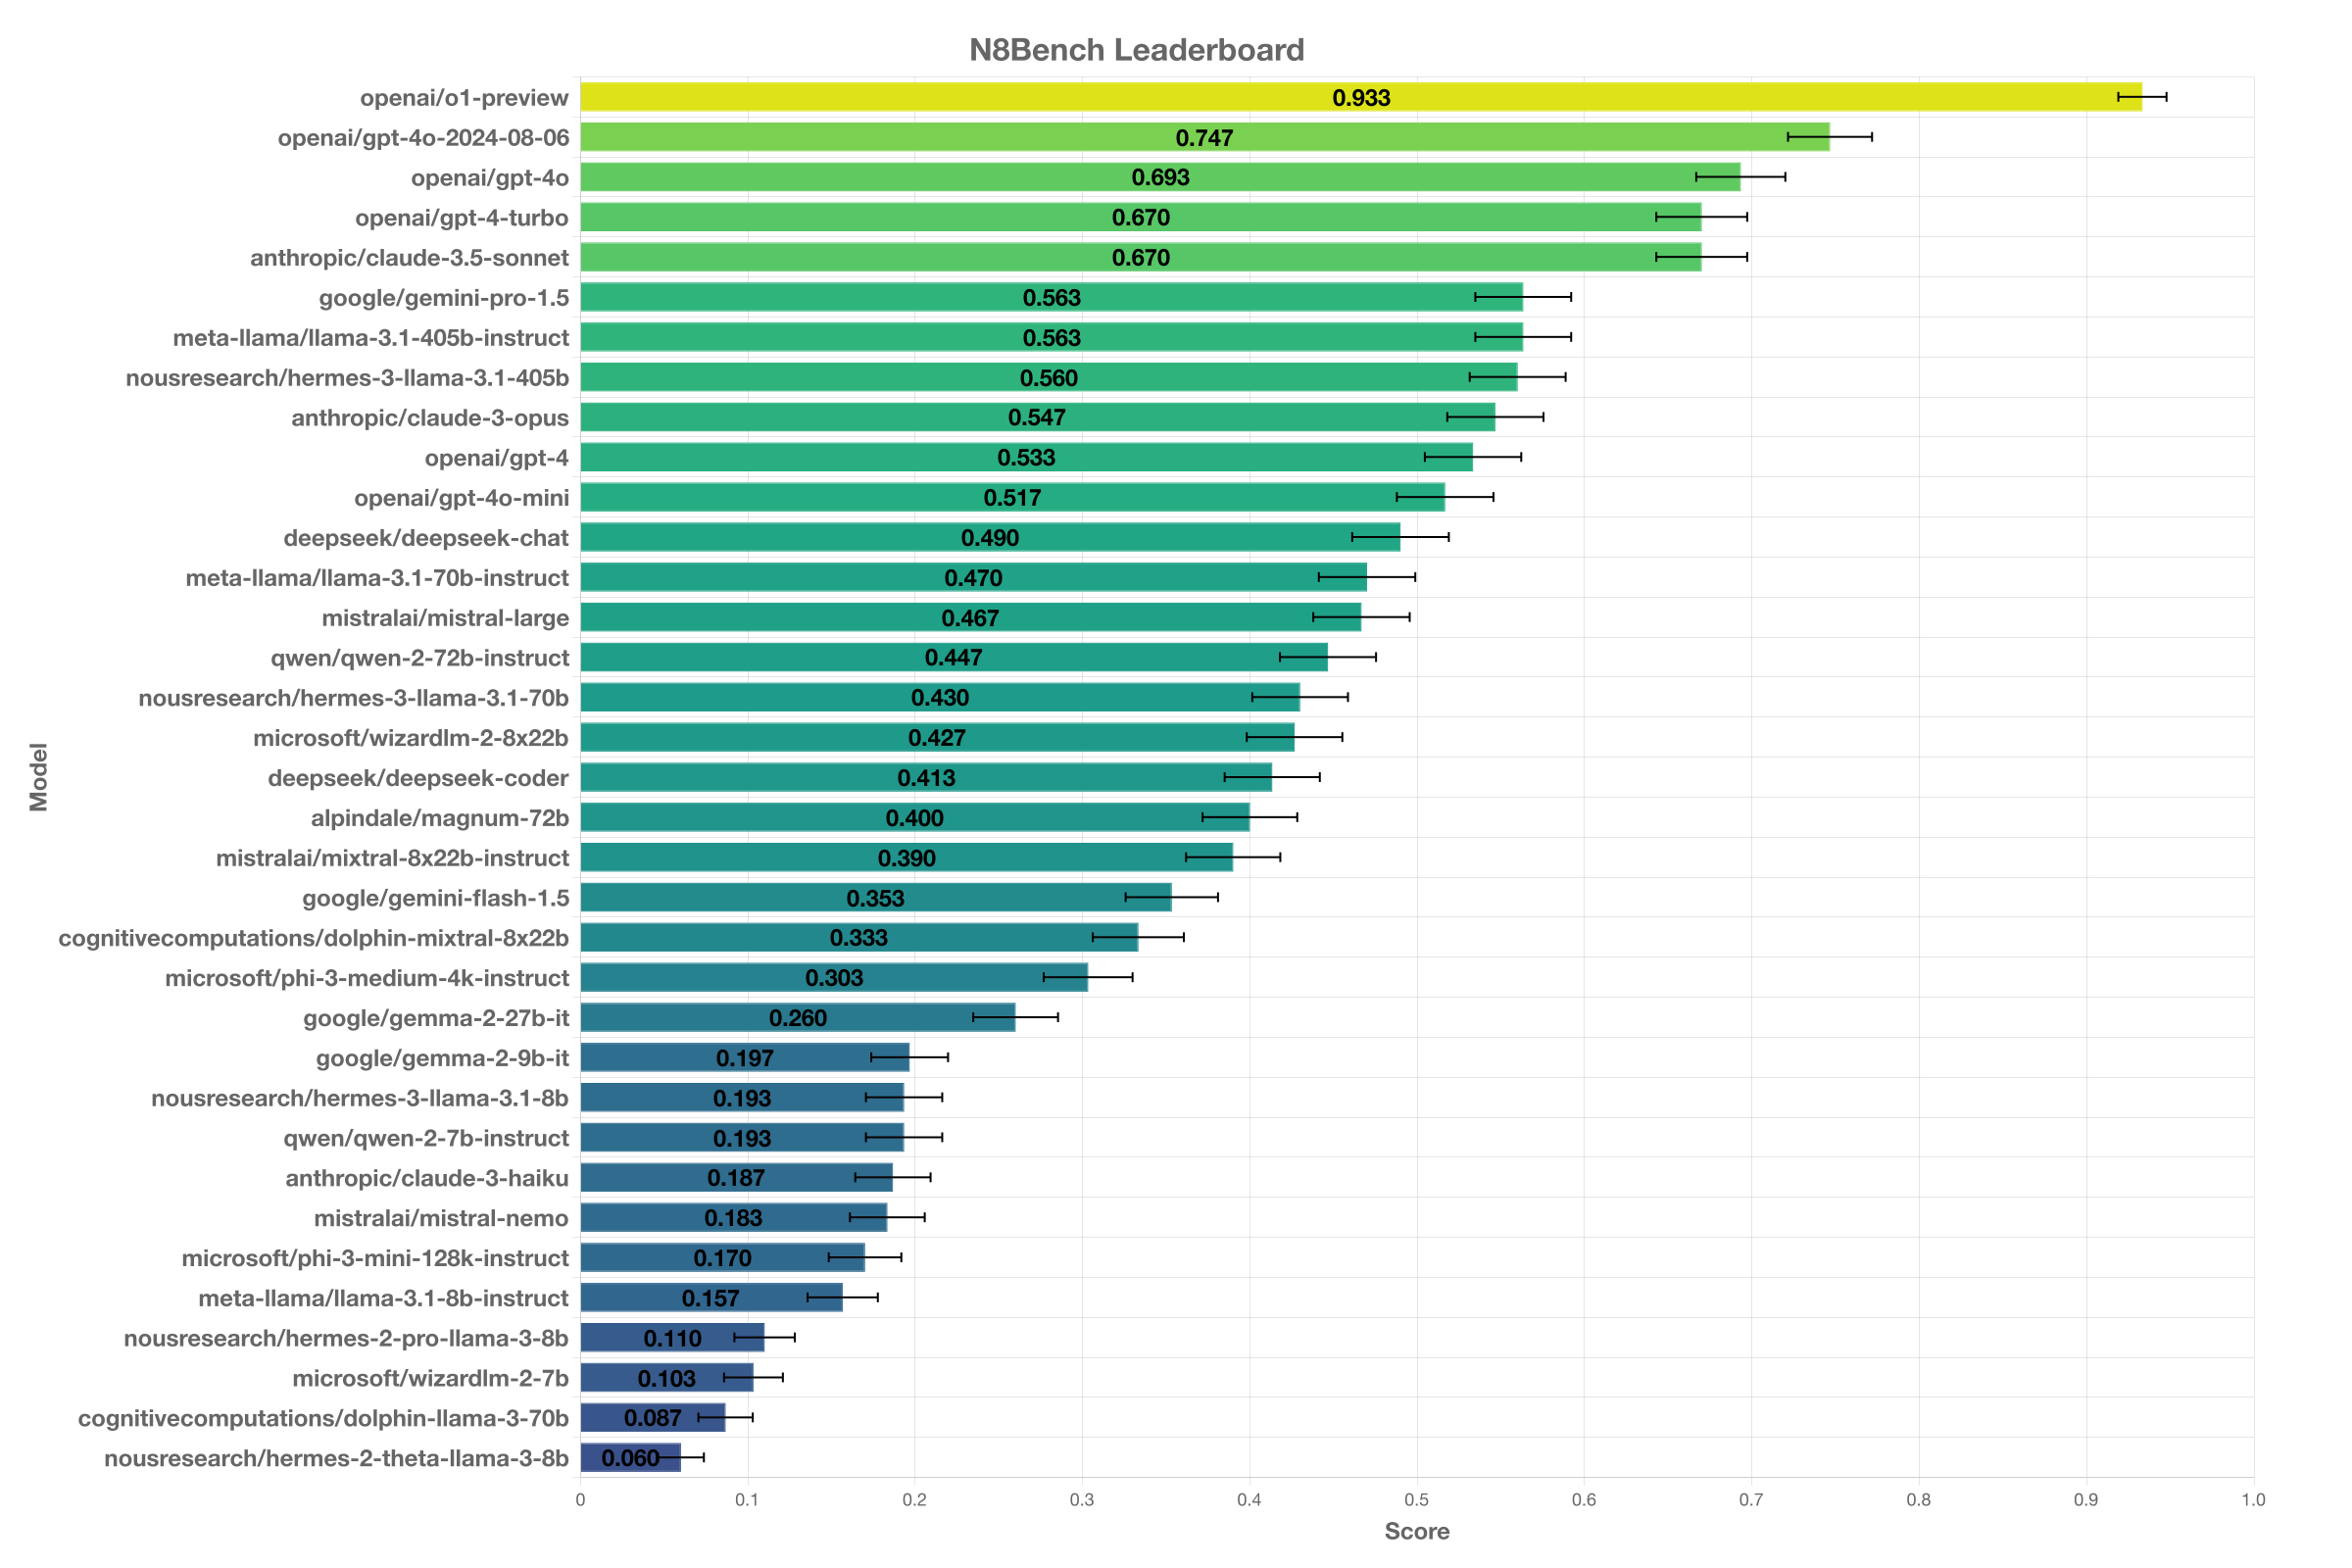 N8Bench Leaderboard
openai/o1-preview 0.933
openai/gpt-4o-2024-08-06 0.747
openai/gpt-4o 0.693
openai/gpt-4-turbo 0.670
anthropic/claude-3.5-sonnet 0.670
google/gemini-pro-1.5 0.563
meta-llama/llama-3.1-405b-instruct 0.563
nousresearch/hermes-3-llama-3.1-405b 0.560
anthropic/claude-3-opus 0.547
openai/gpt-4 0.533
openai/gpt-4o-mini 0.517
deepseek/deepseek-chat 0.490
meta-llama/llama-3.1-70b-instruct 0.470
mistralai/mistral-large 0.467
qwen/qwen-2-72b-instruct 0.447
nousresearch/hermes-3-llama-3.1-70b 0.430
microsoft/wizardlm-2-8x22b 0.427
deepseek/deepseek-coder 0.413
alpindale/magnum-72b 0.400
mistralai/mixtral-8x22b-instruct 0.390
google/gemini-flash-1.5 0.353
cognitivecomputations/dolphin-mixtral-8x22b 0.333
microsoft/phi-3-medium-4k-instruct 0.303
google/gemma-2-27b-it 0.260
google/gemma-2-9b-it 0.197
nousresearch/hermes-3-llama-3.1-8b 0.193
qwen/qwen-2-7b-instruct 0.193
anthropic/claude-3-haiku 0.187
mistralai/mistral-nemo 0.183
microsoft/phi-3-mini-128k-instruct 0.170
meta-llama/llama-3.1-8b-instruct 0.157
nousresearch/hermes-2-pro-llama-3-8b 0.110
microsoft/wizardlm-2-7b 0.103
cognitivecomputations/dolphin-llama-3-70b 0.087
nousresearch/hermes-2-theta-llama-3-8b 0.060
Model
0 0.1 0.2 0.3 0.4 0.5 0.6 0.7 0.8 0.9 1.0
Score